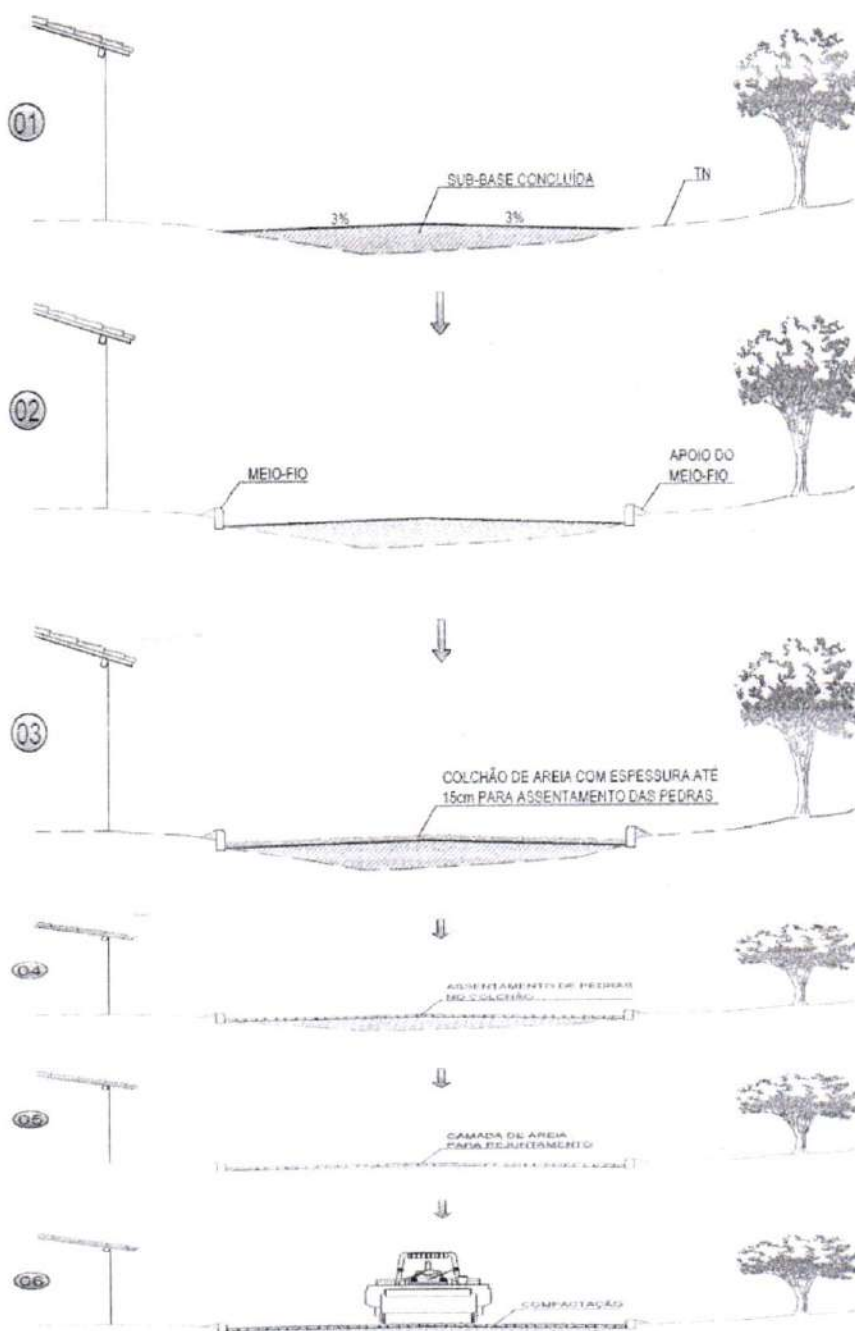 01
SUB-BASE CONCLUÍDA
TN
3%
3%
02
MEIO-FIO
APOIO DO
MEIO-FIO
03
COLCHÃO DE AREIA COM ESPESSURA ATÉ
15cm PARA ASSENTAMENTO DAS PEDRAS
04
ASSENTAMENTO DE PEDRAS
NO COLCHÃO
05
CAMADA DE AREIA
PARA REJUNTAMENTO
06
COMPACTAÇÃO